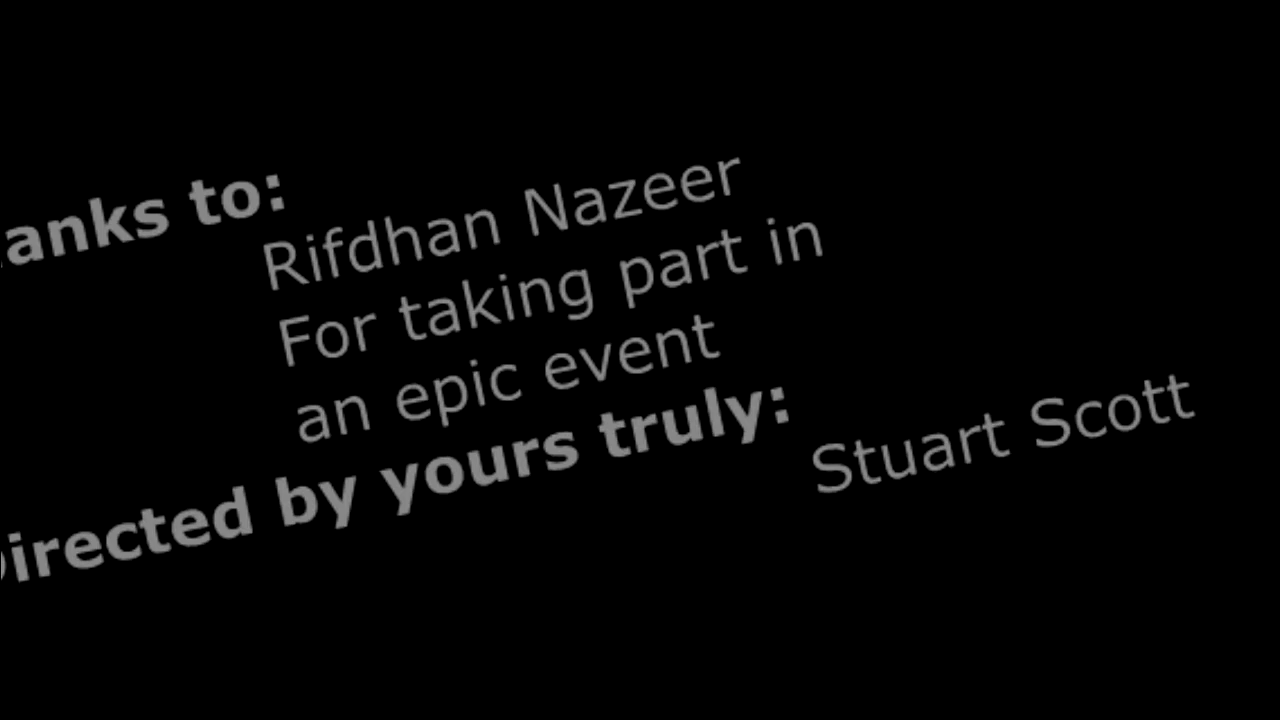 anks to:
Rifdhan Nazeer
For taking part in
an epic event
irected by yours truly:
Stuart Scott